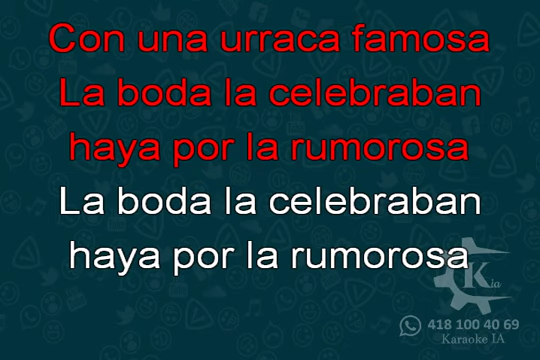 Con una urraca famosa
La boda la celebraban
haya por la rumorosa
La boda la celebraban
haya por la rumorosa
Kia
418 100 40 69
Karaoke IA